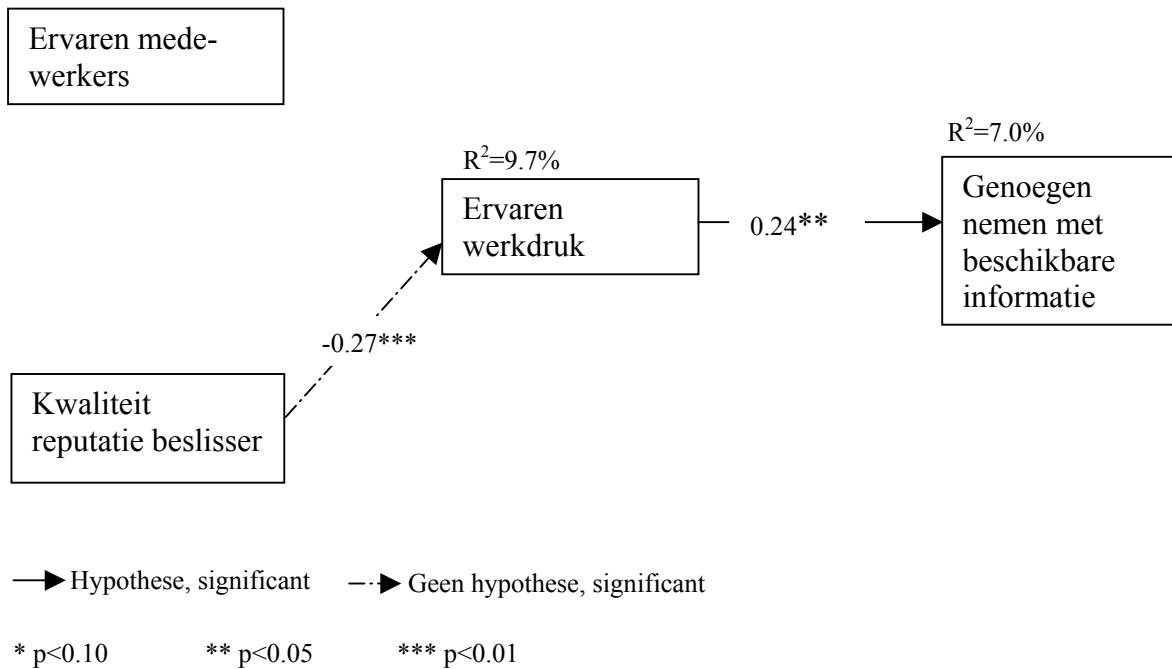 Ervaren mede-
werkers
R²=7.0%
R²=9.7%
Genoegen
nemen met
beschikbare
informatie
Ervaren
werkdruk
0.24**
-0.27***
Kwaliteit
reputatie beslisser
Hypothese, significant
Geen hypothese, significant
* p<0.10 ** p<0.05 *** p<0.01